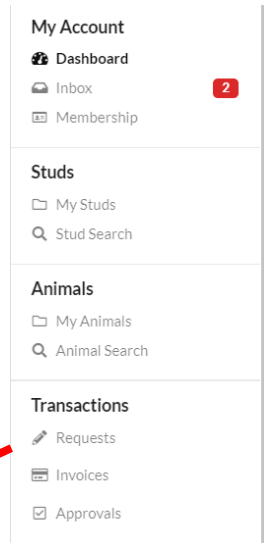 My Account
Dashboard
Inbox 2
Membership
Studs
My Studs
Stud Search
Animals
My Animals
Animal Search
Transactions
Requests
Invoices
Approvals